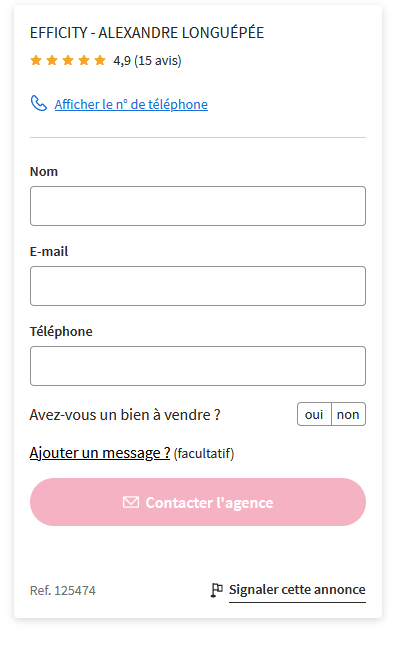 EFFICITY - ALEXANDRE LONGUÉPÉE
4,9 (15 avis)
Afficher le n° de téléphone
Nom
E-mail
Téléphone
Avez-vous un bien à vendre ? oui non
Ajouter un message ? (facultatif)
Contacter l'agence
Ref. 125474 Signaler cette annonce